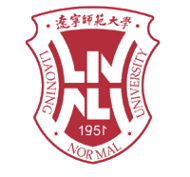 遼寧師範大學
LIAONING NORMAL UNIVERSITY
LNNU
1951